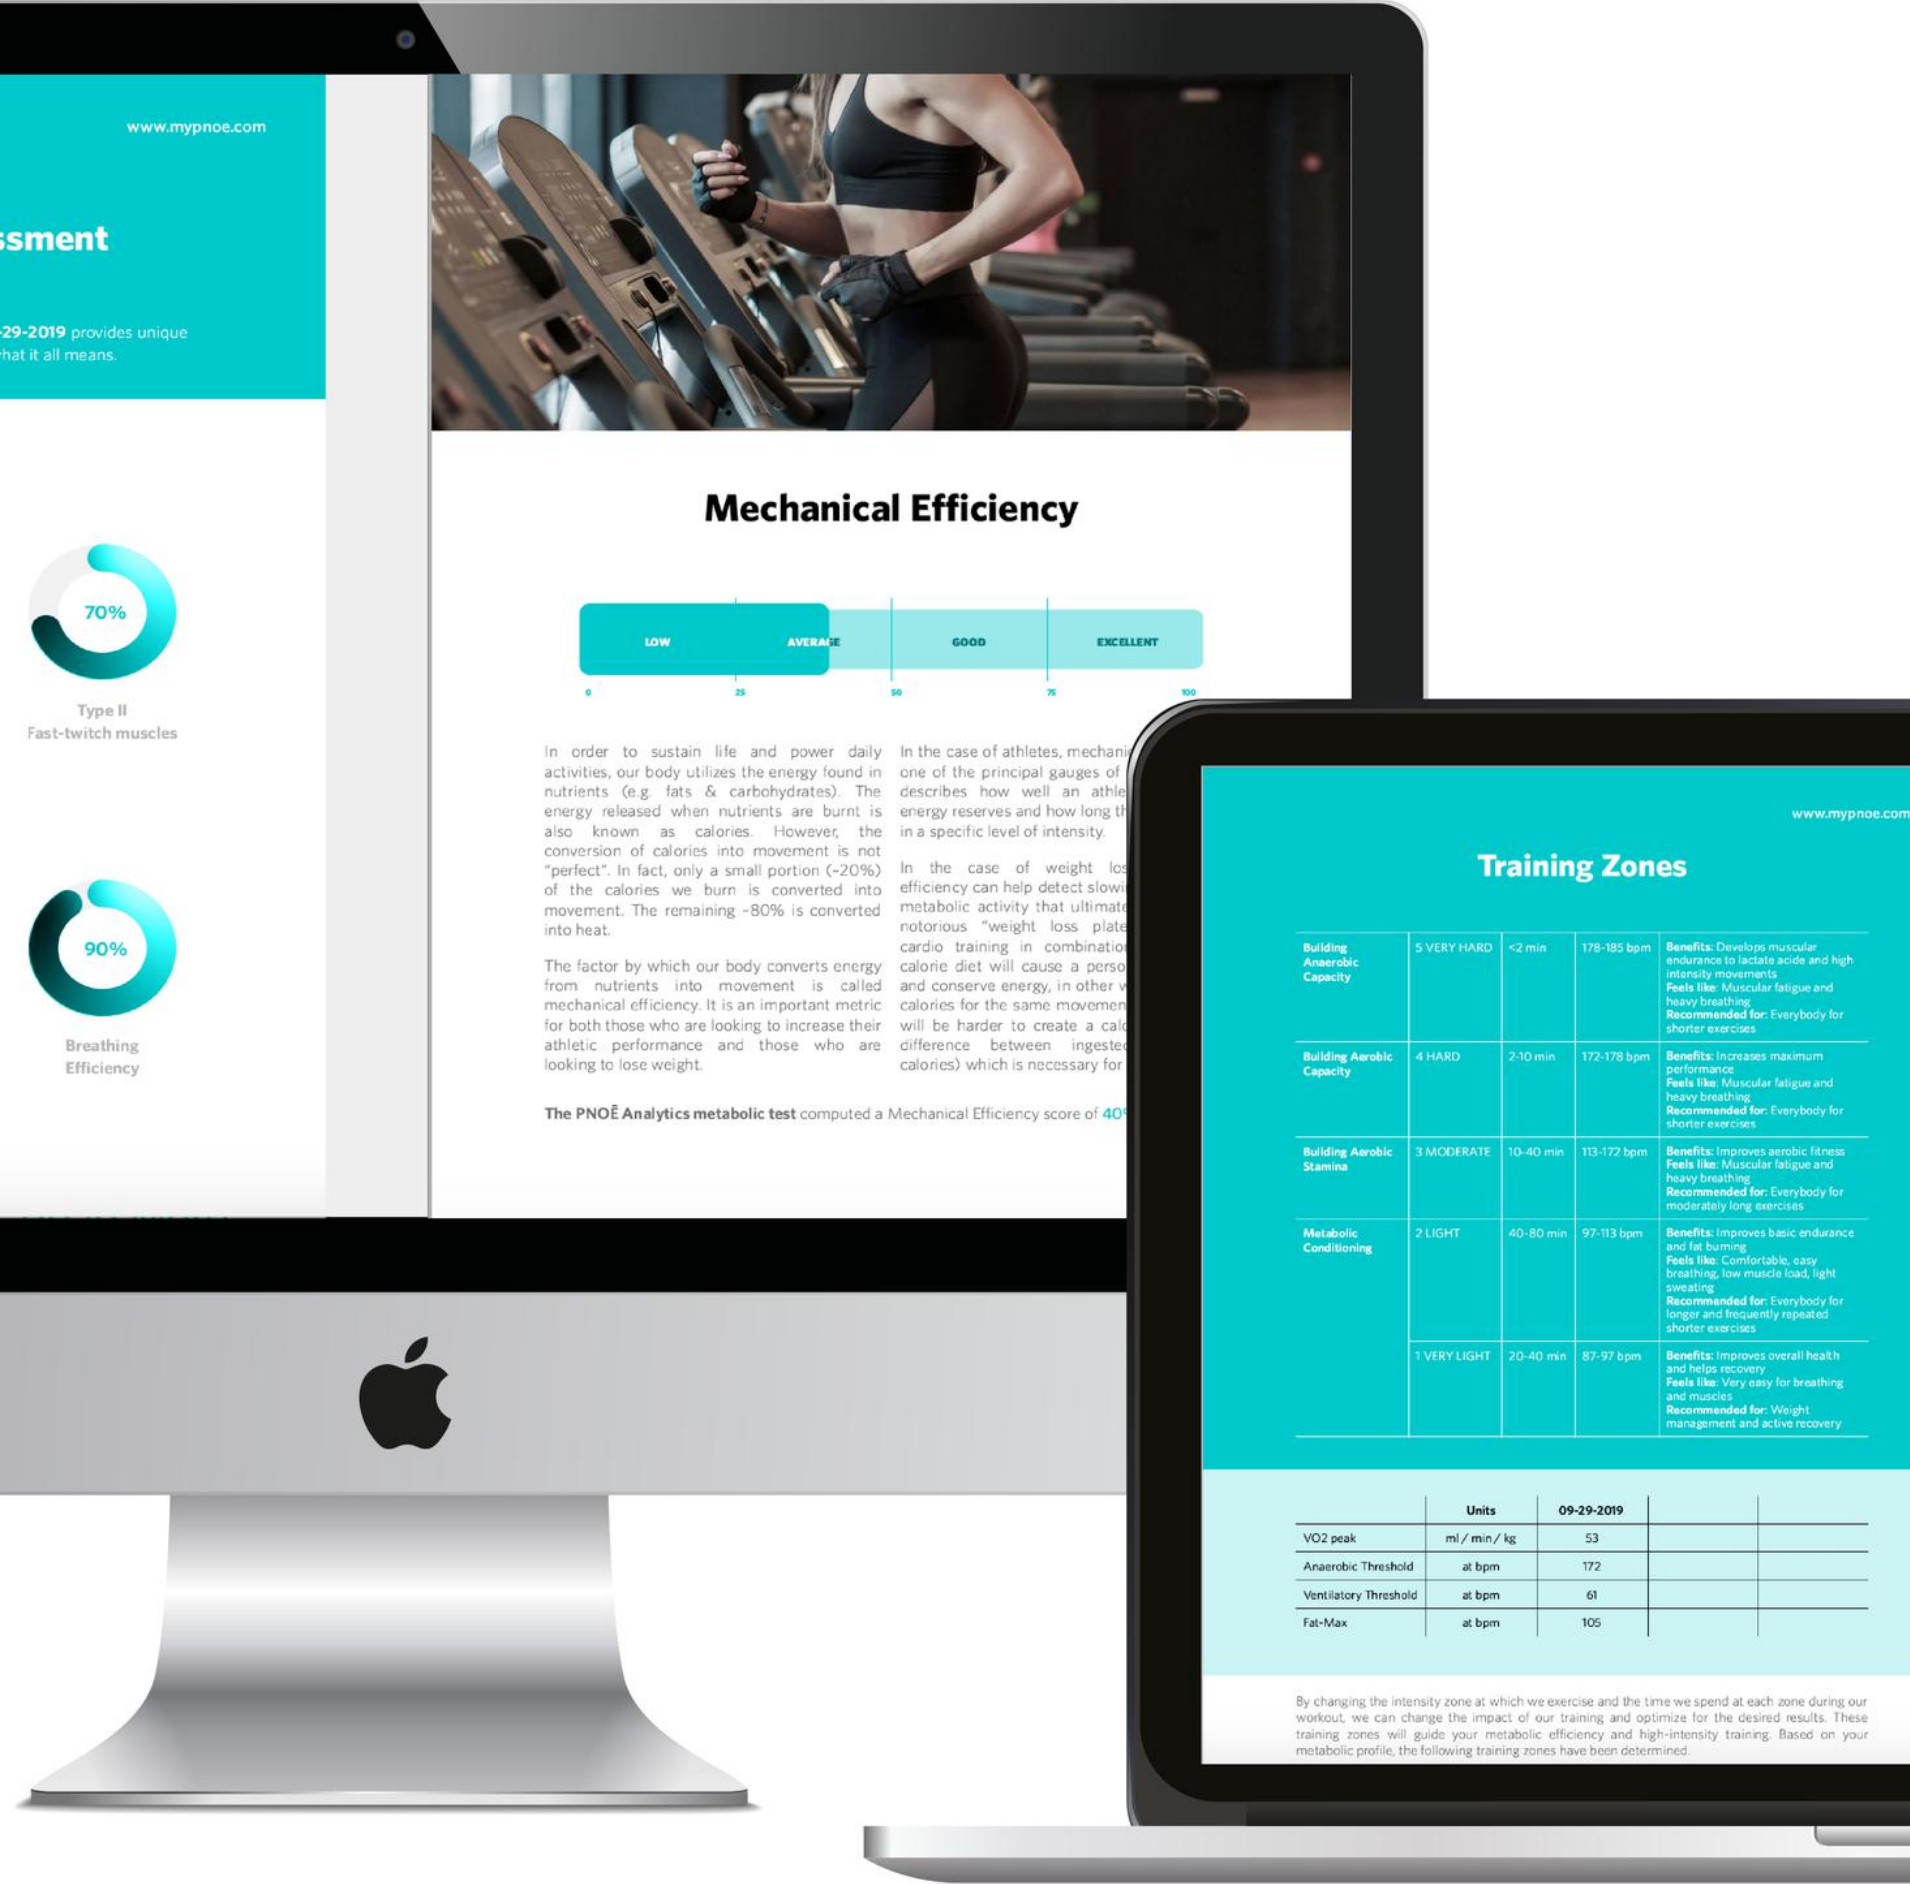 www.mypnoe.com
ssment
-29-2019 provides unique
hat it all means.
70%
Type II
Fast-twitch muscles
90%
Breathing
Efficiency
Mechanical Efficiency
LOW AVERAGE GOOD EXCELLENT
0 25 50 75 100
In order to sustain life and power daily
activities, our body utilizes the energy found in
nutrients (e.g. fats & carbohydrates). The
energy released when nutrients are burnt is
also known as calories. However, the
conversion of calories into movement is not
"perfect". In fact, only a small portion (~20%)
of the calories we burn is converted into
movement. The remaining ~80% is converted
into heat.
The factor by which our body converts energy
from nutrients into movement is called
mechanical efficiency. It is an important metric
for both those who are looking to increase their
athletic performance and those who are
looking to lose weight.
In the case of athletes, mechanic
one of the principal gauges of
describes how well an athle
energy reserves and how long th
in a specific level of intensity.
In the case of weight los
efficiency can help detect slowi
metabolic activity that ultimate
notorious "weight loss plate
cardio training in combination
calorie diet will cause a perso
and conserve energy, in other w
calories for the same movemen
will be harder to create a calo
difference between ingested
calories) which is necessary for
The PNOĒ Analytics metabolic test computed a Mechanical Efficiency score of 40%
www.mypnoe.com
Training Zones
Building
Anaerobic
Capacity
5 VERY HARD
<2 min
178-185 bpm
Benefits: Develops muscular
endurance to lactate acide and high
intensity movements
Feels like: Muscular fatigue and
heavy breathing
Recommended for: Everybody for
shorter exercises
Building Aerobic
Capacity
4 HARD
2-10 min
172-178 bpm
Benefits: Increases maximum
performance
Feels like: Muscular fatigue and
heavy breathing
Recommended for: Everybody for
shorter exercises
Building Aerobic
Stamina
3 MODERATE
10-40 min
113-172 bpm
Benefits: Improves aerobic fitness
Feels like: Muscular fatigue and
heavy breathing
Recommended for: Everybody for
moderately long exercises
Metabolic
Conditioning
2 LIGHT
40-80 min
97-113 bpm
Benefits: Improves basic endurance
and fat burning
Feels like: Comfortable, easy
breathing, low muscle load, light
sweating
Recommended for: Everybody for
longer and frequently repeated
shorter exercises
1 VERY LIGHT
20-40 min
87-97 bpm
Benefits: Improves overall health
and helps recovery
Feels like: Very easy for breathing
and muscles
Recommended for: Weight
management and active recovery
Units 09-29-2019
VO2 peak ml / min / kg 53
Anaerobic Threshold at bpm 172
Ventilatory Threshold at bpm 61
Fat-Max at bpm 105
By changing the intensity zone at which we exercise and the time we spend at each zone during our
workout, we can change the impact of our training and optimize for the desired results. These
training zones will guide your metabolic efficiency and high-intensity training. Based on your
metabolic profile, the following training zones have been determined.